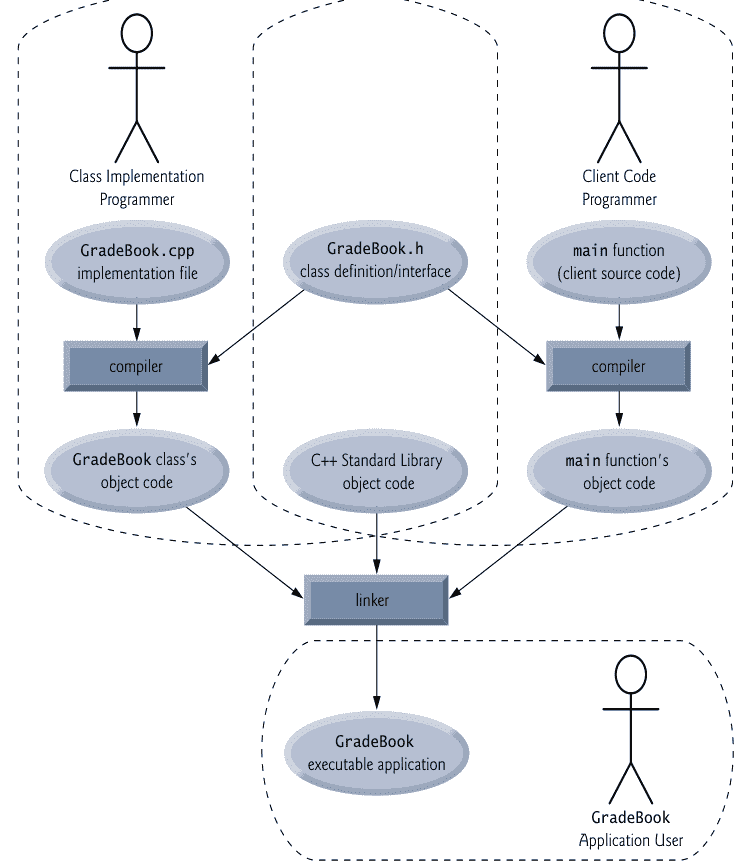 Class Implementation
Programmer
Client Code
Programmer
GradeBook.cpp
implementation file
GradeBook.h
class definition/interface
main function
(client source code)
compiler
compiler
GradeBook class's
object code
C++ Standard Library
object code
main function's
object code
linker
GradeBook
executable application
GradeBook
Application User